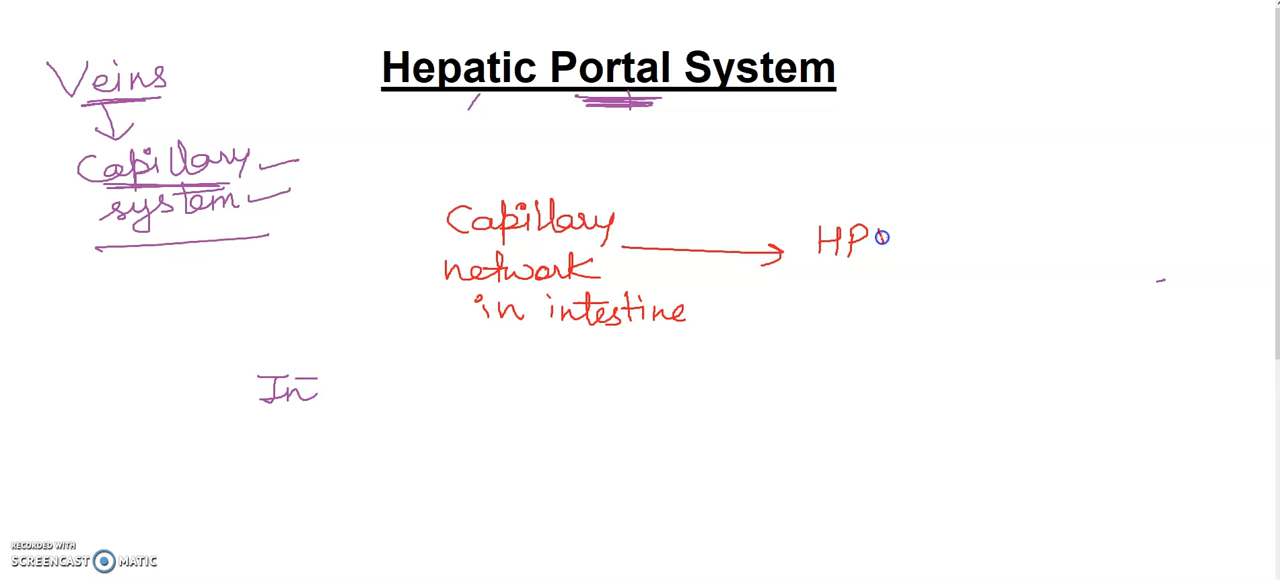 Hepatic Portal System
Veins
Capillary
system
Capillary
network
in intestine
HP
In
RECORDED WITH
SCREENCAST MATIC